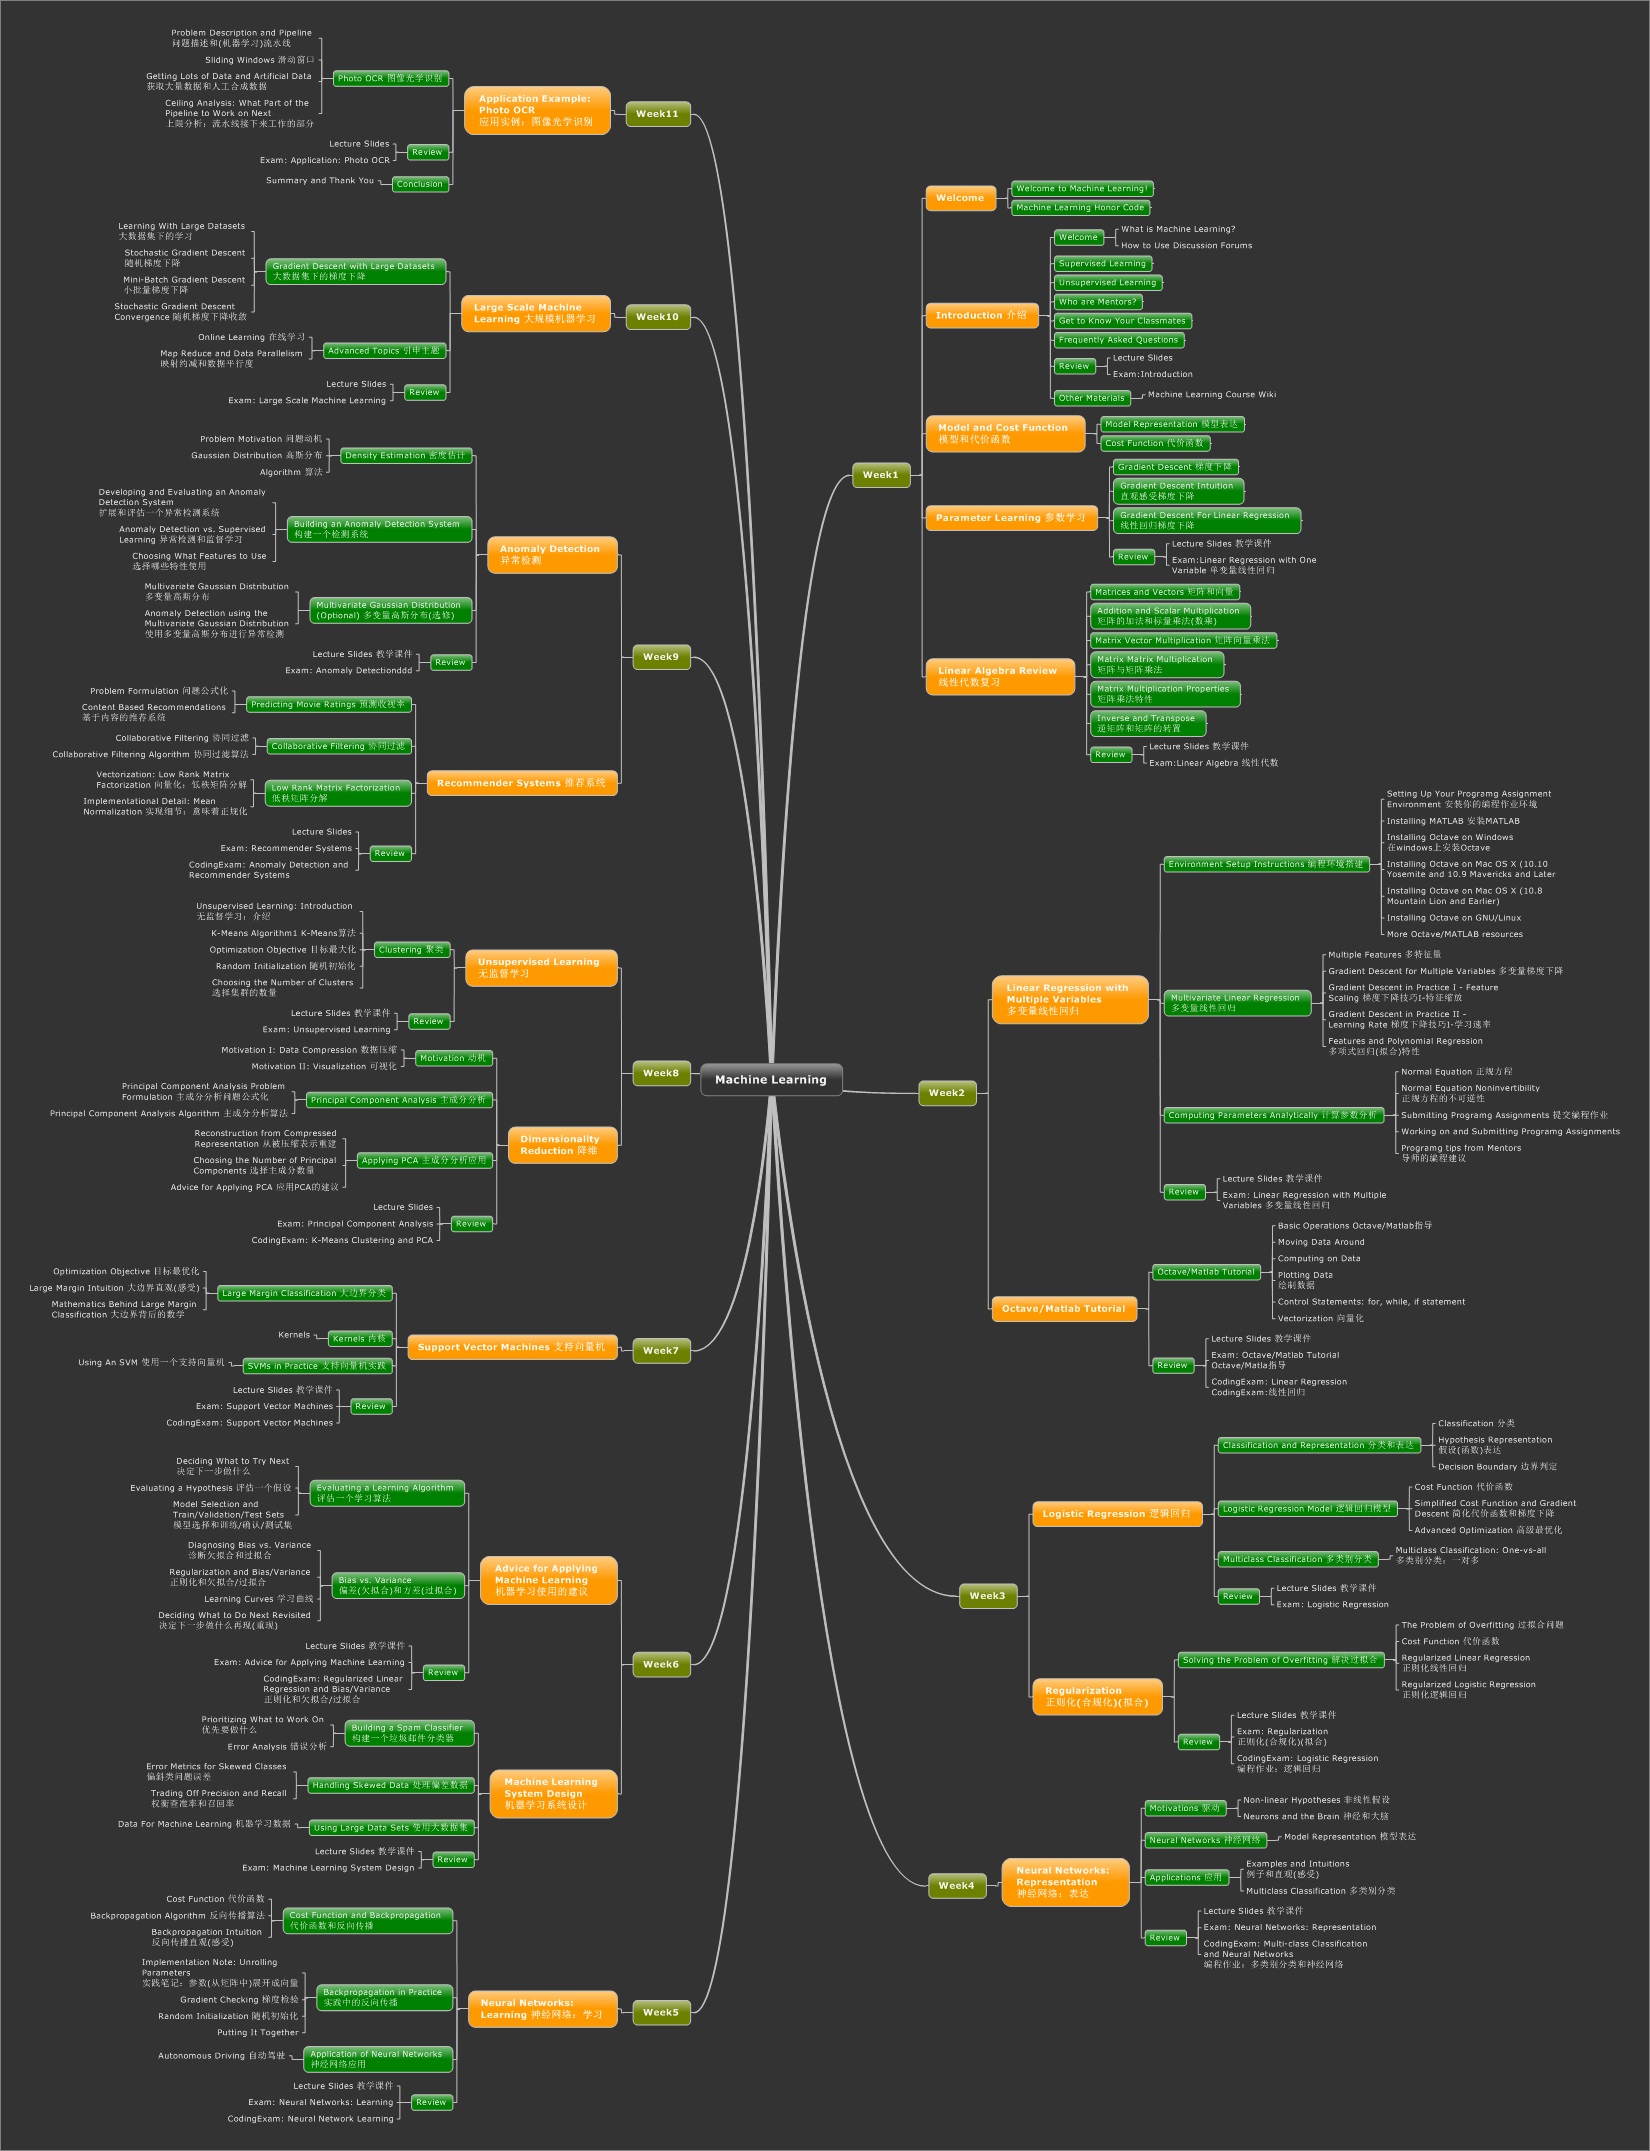 Machine Learning
Week1
Welcome
Welcome to Machine Learning!
Machine Learning Honor Code
Introduction 介绍
Welcome
What is Machine Learning?
How to Use Discussion Forums
Supervised Learning
Unsupervised Learning
Who are Mentors?
Get to Know Your Classmates
Frequently Asked Questions
Review
Lecture Slides
Exam:Introduction
Other Materials
Machine Learning Course Wiki
Model and Cost Function
模型和代价函数
Model Representation 模型表达
Cost Function 代价函数
Parameter Learning 参数学习
Gradient Descent 梯度下降
Gradient Descent Intuition
直观感受梯度下降
Gradient Descent For Linear Regression
线性回归梯度下降
Review
Lecture Slides 教学课件
Exam:Linear Regression with One
Variable 单变量线性回归
Linear Algebra Review
线性代数复习
Matrices and Vectors 矩阵和向量
Addition and Scalar Multiplication
矩阵的加法和标量乘法(数乘)
Matrix Vector Multiplication 矩阵向量乘法
Matrix Matrix Multiplication
矩阵与矩阵乘法
Matrix Multiplication Properties
矩阵乘法特性
Inverse and Transpose
逆矩阵和矩阵的转置
Review
Lecture Slides 教学课件
Exam:Linear Algebra 线性代数
Week2
Linear Regression with
Multiple Variables
多变量线性回归
Environment Setup Instructions 编程环境搭建
Setting Up Your Programg Assignment
Environment 安装你的编程作业环境
Installing MATLAB 安装MATLAB
Installing Octave on Windows
在windows上安装Octave
Installing Octave on Mac OS X (10.10
Yosemite and 10.9 Mavericks and Later
Installing Octave on Mac OS X (10.8
Mountain Lion and Earlier)
Installing Octave on GNU/Linux
More Octave/MATLAB resources
Multivariate Linear Regression
多变量线性回归
Multiple Features 多特征量
Gradient Descent for Multiple Variables 多变量梯度下降
Gradient Descent in Practice I - Feature
Scaling 梯度下降技巧I-特征缩放
Gradient Descent in Practice II -
Learning Rate 梯度下降技巧I-学习速率
Features and Polynomial Regression
多项式回归(拟合)特性
Computing Parameters Analytically 计算参数分析
Normal Equation 正规方程
Normal Equation Noninvertibility
正规方程的不可逆性
Submitting Programg Assignments 提交编程作业
Working on and Submitting Programg Assignments
Programg tips from Mentors
导师的编程建议
Review
Lecture Slides 教学课件
Exam: Linear Regression with Multiple
Variables 多变量线性回归
Octave/Matlab Tutorial
Octave/Matlab Tutorial
Basic Operations Octave/Matlab指导
Moving Data Around
Computing on Data
Plotting Data
绘制数据
Control Statements: for, while, if statement
Vectorization 向量化
Review
Lecture Slides 教学课件
Exam: Octave/Matlab Tutorial
Octave/Matla指导
CodingExam: Linear Regression
CodingExam:线性回归
Week3
Logistic Regression 逻辑回归
Classification and Representation 分类和表达
Classification 分类
Hypothesis Representation
假设(函数)表达
Decision Boundary 边界判定
Logistic Regression Model 逻辑回归模型
Cost Function 代价函数
Simplified Cost Function and Gradient
Descent 简化代价函数和梯度下降
Advanced Optimization 高级最优化
Multiclass Classification 多类别分类
Multiclass Classification: One-vs-all
多类别分类：一对多
Review
Lecture Slides 教学课件
Exam: Logistic Regression
Regularization
正则化(合规化)(拟合)
Solving the Problem of Overfitting 解决过拟合
The Problem of Overfitting 过拟合问题
Cost Function 代价函数
Regularized Linear Regression
正则化线性回归
Regularized Logistic Regression
正则化逻辑回归
Review
Lecture Slides 教学课件
Exam: Regularization
正则化(合规化)(拟合)
CodingExam: Logistic Regression
编程作业：逻辑回归
Week4
Neural Networks:
Representation
神经网络：表达
Motivations 驱动
Non-linear Hypotheses 非线性假设
Neurons and the Brain 神经和大脑
Neural Networks 神经网络
Model Representation 模型表达
Applications 应用
Examples and Intuitions
例子和直观(感受)
Multiclass Classification 多类别分类
Review
Lecture Slides 教学课件
Exam: Neural Networks: Representation
CodingExam: Multi-class Classification
and Neural Networks
编程作业：多类别分类和神经网络
Week11
Application Example:
Photo OCR
应用实例：图像光学识别
Photo OCR 图像光学识别
Problem Description and Pipeline
问题描述和(机器学习)流水线
Sliding Windows 滑动窗口
Getting Lots of Data and Artificial Data
获取大量数据和人工合成数据
Ceiling Analysis: What Part of the
Pipeline to Work on Next
上限分析：流水线接下来工作的部分
Review
Lecture Slides
Exam: Application: Photo OCR
Conclusion
Summary and Thank You
Week10
Large Scale Machine
Learning 大规模机器学习
Gradient Descent with Large Datasets
大数据集下的梯度下降
Learning With Large Datasets
大数据集下的学习
Stochastic Gradient Descent
随机梯度下降
Mini-Batch Gradient Descent
小批量梯度下降
Stochastic Gradient Descent
Convergence 随机梯度下降收敛
Advanced Topics 引申主题
Online Learning 在线学习
Map Reduce and Data Parallelism
映射约减和数据平行度
Review
Lecture Slides
Exam: Large Scale Machine Learning
Week9
Anomaly Detection
异常检测
Density Estimation 密度估计
Problem Motivation 问题动机
Gaussian Distribution 高斯分布
Algorithm 算法
Building an Anomaly Detection System
构建一个检测系统
Developing and Evaluating an Anomaly
Detection System
扩展和评估一个异常检测系统
Anomaly Detection vs. Supervised
Learning 异常检测和监督学习
Choosing What Features to Use
选择哪些特性使用
Multivariate Gaussian Distribution
(Optional) 多变量高斯分布(选修)
Multivariate Gaussian Distribution
多变量高斯分布
Anomaly Detection using the
Multivariate Gaussian Distribution
使用多变量高斯分布进行异常检测
Review
Lecture Slides 教学课件
Exam: Anomaly Detectionddd
Recommender Systems 推荐系统
Predicting Movie Ratings 预测收视率
Problem Formulation 问题公式化
Content Based Recommendations
基于内容的推荐系统
Collaborative Filtering 协同过滤
Collaborative Filtering 协同过滤
Collaborative Filtering Algorithm 协同过滤算法
Low Rank Matrix Factorization
低秩矩阵分解
Vectorization: Low Rank Matrix
Factorization 向量化：低秩矩阵分解
Implementational Detail: Mean
Normalization 实现细节：意味着正规化
Review
Lecture Slides
Exam: Recommender Systems
CodingExam: Anomaly Detection and
Recommender Systems
Week8
Unsupervised Learning
无监督学习
Clustering 聚类
Unsupervised Learning: Introduction
无监督学习：介绍
K-Means Algorithm1 K-Means算法
Optimization Objective 目标最大化
Random Initialization 随机初始化
Choosing the Number of Clusters
选择集群的数量
Review
Lecture Slides 教学课件
Exam: Unsupervised Learning
Dimensionality
Reduction 降维
Motivation 动机
Motivation I: Data Compression 数据压缩
Motivation II: Visualization 可视化
Principal Component Analysis 主成分分析
Principal Component Analysis Problem
Formulation 主成分分析问题公式化
Principal Component Analysis Algorithm 主成分分析算法
Applying PCA 主成分分析应用
Reconstruction from Compressed
Representation 从被压缩表示重建
Choosing the Number of Principal
Components 选择主成分数量
Advice for Applying PCA 应用PCA的建议
Review
Lecture Slides
Exam: Principal Component Analysis
CodingExam: K-Means Clustering and PCA
Week7
Support Vector Machines 支持向量机
Large Margin Classification 大边界分类
Optimization Objective 目标最优化
Large Margin Intuition 大边界直观(感受)
Mathematics Behind Large Margin
Classification 大边界背后的数学
Kernels 内核
Kernels
SVMs in Practice 支持向量机实践
Using An SVM 使用一个支持向量机
Review
Lecture Slides 教学课件
Exam: Support Vector Machines
CodingExam: Support Vector Machines
Week6
Advice for Applying
Machine Learning
机器学习使用的建议
Evaluating a Learning Algorithm
评估一个学习算法
Deciding What to Try Next
决定下一步做什么
Evaluating a Hypothesis 评估一个假设
Model Selection and
Train/Validation/Test Sets
模型选择和训练/确认/测试集
Bias vs. Variance
偏差(欠拟合)和方差(过拟合)
Diagnosing Bias vs. Variance
诊断欠拟合和过拟合
Regularization and Bias/Variance
正则化和欠拟合/过拟合
Learning Curves 学习曲线
Deciding What to Do Next Revisited
决定下一步做什么再现(重现)
Review
Lecture Slides 教学课件
Exam: Advice for Applying Machine Learning
CodingExam: Regularized Linear
Regression and Bias/Variance
正则化和欠拟合/过拟合
Machine Learning
System Design
机器学习系统设计
Building a Spam Classifier
构建一个垃圾邮件分类器
Prioritizing What to Work On
优先要做什么
Error Analysis 错误分析
Handling Skewed Data 处理偏差数据
Error Metrics for Skewed Classes
偏斜类问题误差
Trading Off Precision and Recall
权衡查准率和召回率
Using Large Data Sets 使用大数据集
Data For Machine Learning 机器学习数据
Review
Lecture Slides 教学课件
Exam: Machine Learning System Design
Week5
Neural Networks:
Learning 神经网络：学习
Cost Function and Backpropagation
代价函数和反向传播
Cost Function 代价函数
Backpropagation Algorithm 反向传播算法
Backpropagation Intuition
反向传播直观(感受)
Backpropagation in Practice
实践中的反向传播
Implementation Note: Unrolling
Parameters
实践笔记：参数(从矩阵中)展开成向量
Gradient Checking 梯度检验
Random Initialization 随机初始化
Putting It Together
Application of Neural Networks
神经网络应用
Autonomous Driving 自动驾驶
Review
Lecture Slides 教学课件
Exam: Neural Networks: Learning
CodingExam: Neural Network Learning